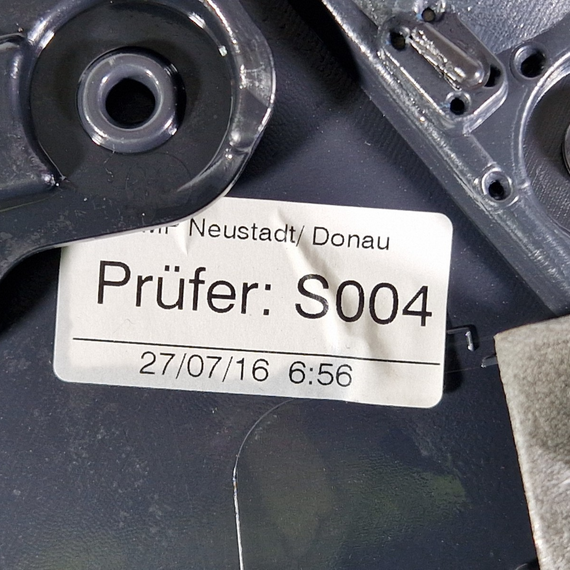 Neustadt/ Donau
Prüfer: S004
27/07/16 6:56